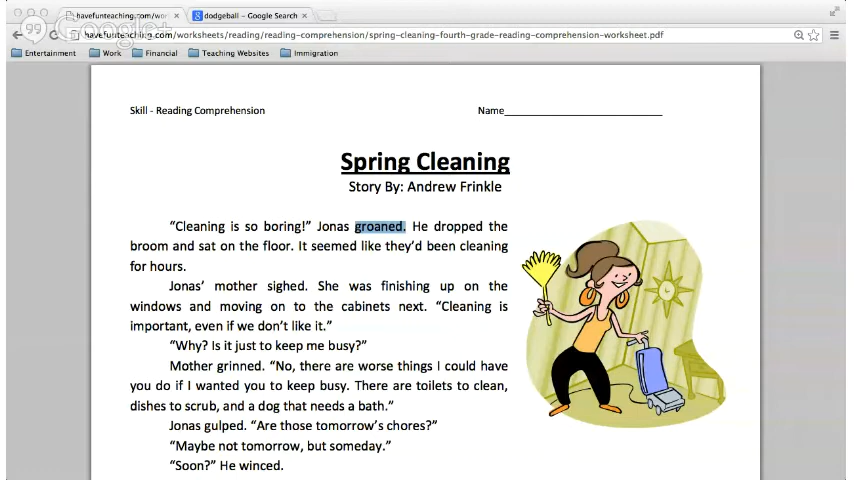 havefunteaching.com/wor
dodgeball – Google Search
Google+
havefunteaching.com/worksheets/reading/reading-comprehension/spring-cleaning-fourth-grade-reading-comprehension-worksheet.pdf
Entertainment Work Financial Teaching Websites Immigration
Skill - Reading Comprehension Name
Spring Cleaning
Story By: Andrew Frinkle
“Cleaning is so boring!” Jonas groaned. He dropped the
broom and sat on the floor. It seemed like they’d been cleaning
for hours.
Jonas’ mother sighed. She was finishing up on the
windows and moving on to the cabinets next. “Cleaning is
important, even if we don’t like it.”
“Why? Is it just to keep me busy?”
Mother grinned. “No, there are worse things I could have
you do if I wanted you to keep busy. There are toilets to clean,
dishes to scrub, and a dog that needs a bath.”
Jonas gulped. “Are those tomorrow’s chores?”
“Maybe not tomorrow, but someday.”
“Soon?” He winced.